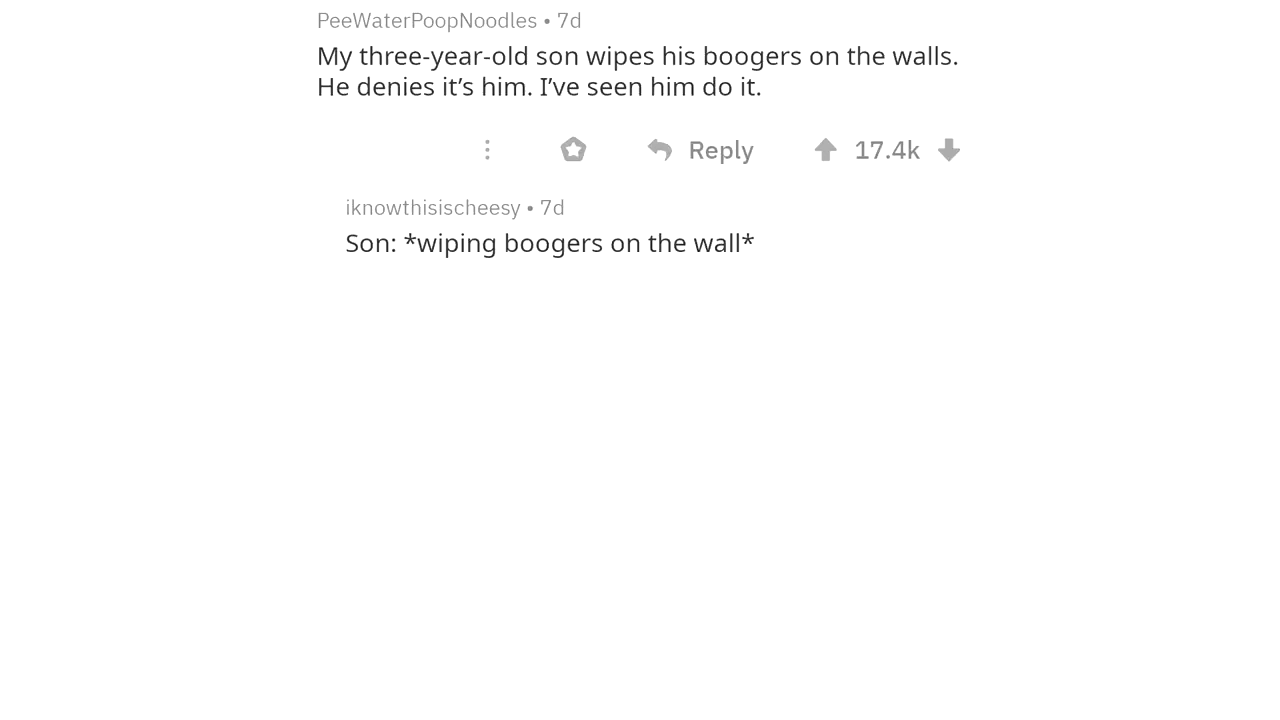 PeeWaterPoopNoodles • 7d
My three-year-old son wipes his boogers on the walls.
He denies it’s him. I’ve seen him do it.
Reply 17.4k
iknowthisischeesy • 7d
Son: *wiping boogers on the wall*